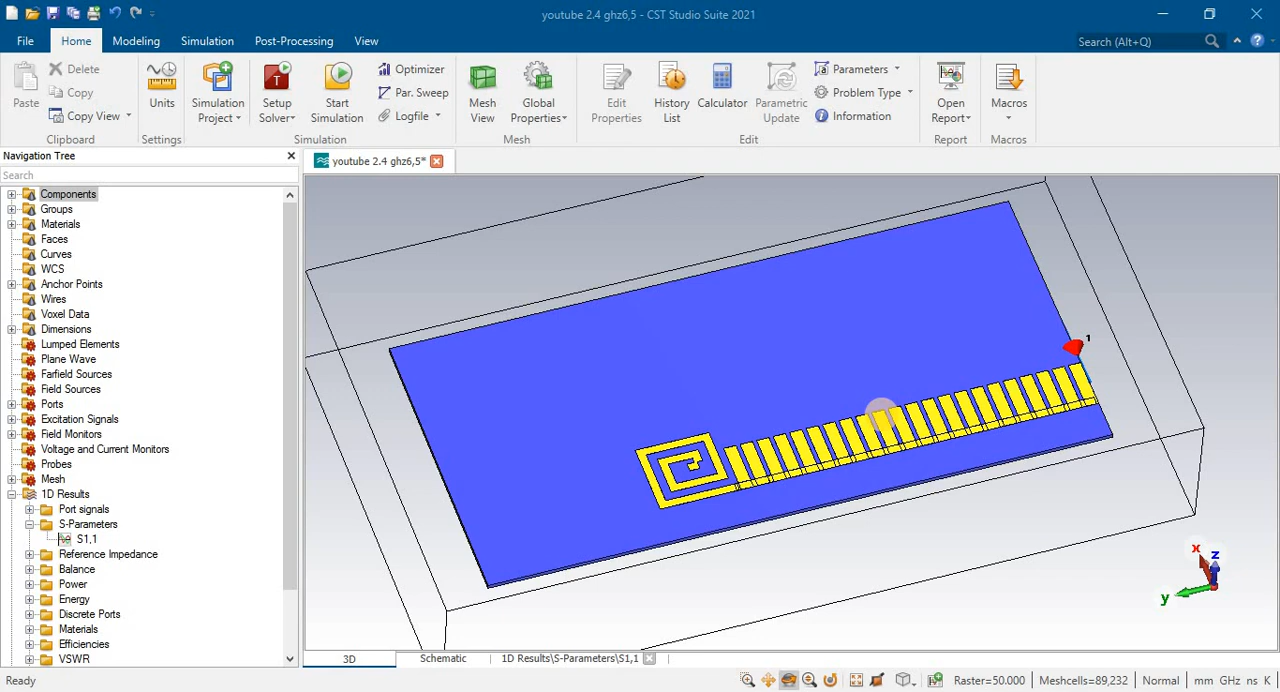 youtube 2.4 ghz6,5 - CST Studio Suite 2021
File Home Modeling Simulation Post-Processing View Search (Alt+Q)
Paste Delete Copy Copy View Clipboard
Units Settings
Simulation Project Setup Solver Start Simulation Optimizer Par. Sweep Logfile Simulation
Mesh View Global Properties Mesh
Edit Properties History List Calculator Parametric Update Parameters Problem Type Information Edit
Open Report Report
Macros Macros
Navigation Tree
youtube 2.4 ghz6,5*
Search
Components
Groups
Materials
Faces
Curves
WCS
Anchor Points
Wires
Voxel Data
Dimensions
Lumped Elements
Plane Wave
Farfield Sources
Field Sources
Ports
Excitation Signals
Field Monitors
Voltage and Current Monitors
Probes
Mesh
1D Results
Port signals
S-Parameters
S1,1
Reference Impedance
Balance
Power
Energy
Discrete Ports
Materials
Efficiencies
VSWR
1
x
z
y
3D Schematic 1D Results\S-Parameters\S1,1
Ready Raster=50.000 Meshcells=89,232 Normal mm GHz ns K